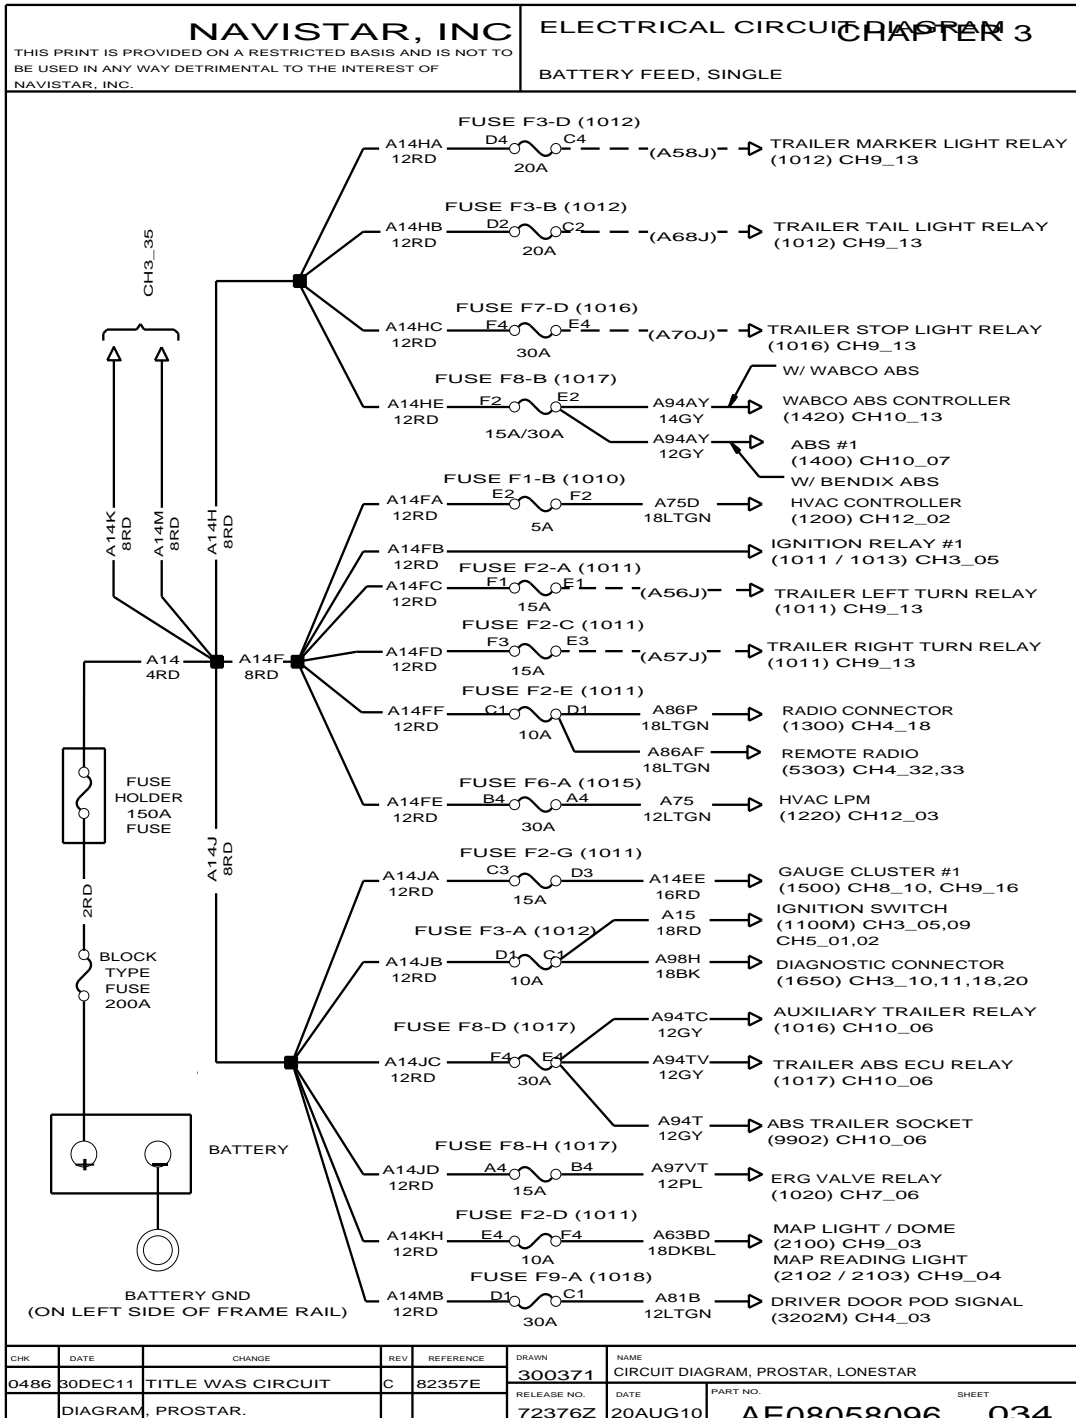 NAVISTAR, INC
THIS PRINT IS PROVIDED ON A RESTRICTED BASIS AND IS NOT TO
BE USED IN ANY WAY DETRIMENTAL TO THE INTEREST OF
NAVISTAR, INC.
ELECTRICAL CIRCUIT DIAGRAM
CHAPTER 3
BATTERY FEED, SINGLE
FUSE F3-D (1012)
A14HA
12RD
D4
C4
20A
(A58J)
TRAILER MARKER LIGHT RELAY
(1012) CH9_13
FUSE F3-B (1012)
A14HB
12RD
D2
C2
20A
(A68J)
TRAILER TAIL LIGHT RELAY
(1012) CH9_13
CH3_35
FUSE F7-D (1016)
A14HC
12RD
F4
E4
30A
(A70J)
TRAILER STOP LIGHT RELAY
(1016) CH9_13
W/ WABCO ABS
FUSE F8-B (1017)
A14HE
12RD
F2
E2
15A/30A
A94AY
14GY
WABCO ABS CONTROLLER
(1420) CH10_13
A94AY
12GY
ABS #1
(1400) CH10_07
W/ BENDIX ABS
FUSE F1-B (1010)
A14FA
12RD
E2
F2
5A
A75D
18LTGN
HVAC CONTROLLER
(1200) CH12_02
A14K
8RD
A14M
8RD
A14H
8RD
A14FB
12RD
IGNITION RELAY #1
(1011 / 1013) CH3_05
FUSE F2-A (1011)
A14FC
12RD
F1
E1
15A
(A56J)
TRAILER LEFT TURN RELAY
(1011) CH9_13
FUSE F2-C (1011)
A14FD
12RD
F3
E3
15A
(A57J)
TRAILER RIGHT TURN RELAY
(1011) CH9_13
A14
4RD
A14F
8RD
FUSE F2-E (1011)
A14FF
12RD
C1
D1
10A
A86P
18LTGN
RADIO CONNECTOR
(1300) CH4_18
A86AF
18LTGN
REMOTE RADIO
(5303) CH4_32,33
FUSE F6-A (1015)
A14FE
12RD
B4
A4
30A
A75
12LTGN
HVAC LPM
(1220) CH12_03
FUSE
HOLDER
150A
FUSE
A14J
8RD
FUSE F2-G (1011)
A14JA
12RD
C3
D3
15A
A14EE
16RD
GAUGE CLUSTER #1
(1500) CH8_10, CH9_16
2RD
A15
18RD
IGNITION SWITCH
(1100M) CH3_05,09
CH5_01,02
FUSE F3-A (1012)
A14JB
12RD
D1
C1
10A
A98H
18BK
DIAGNOSTIC CONNECTOR
(1650) CH3_10,11,18,20
BLOCK
TYPE
FUSE
200A
A94TC
12GY
AUXILIARY TRAILER RELAY
(1016) CH10_06
FUSE F8-D (1017)
A14JC
12RD
F4
E4
30A
A94TV
12GY
TRAILER ABS ECU RELAY
(1017) CH10_06
A94T
12GY
ABS TRAILER SOCKET
(9902) CH10_06
BATTERY
FUSE F8-H (1017)
A14JD
12RD
A4
B4
15A
A97VT
12PL
ERG VALVE RELAY
(1020) CH7_06
FUSE F2-D (1011)
A14KH
12RD
E4
F4
10A
A63BD
18DKBL
MAP LIGHT / DOME
(2100) CH9_03
MAP READING LIGHT
(2102 / 2103) CH9_04
FUSE F9-A (1018)
A14MB
12RD
D1
C1
30A
A81B
12LTGN
DRIVER DOOR POD SIGNAL
(3202M) CH4_03
BATTERY GND
(ON LEFT SIDE OF FRAME RAIL)
CHK DATE CHANGE REV REFERENCE
0486 30DEC11 TITLE WAS CIRCUIT C 82357E
DIAGRAM, PROSTAR.
DRAWN
300371
NAME
CIRCUIT DIAGRAM, PROSTAR, LONESTAR
RELEASE NO.
72376Z
DATE
20AUG10
PART NO.
AE08058096
SHEET
034